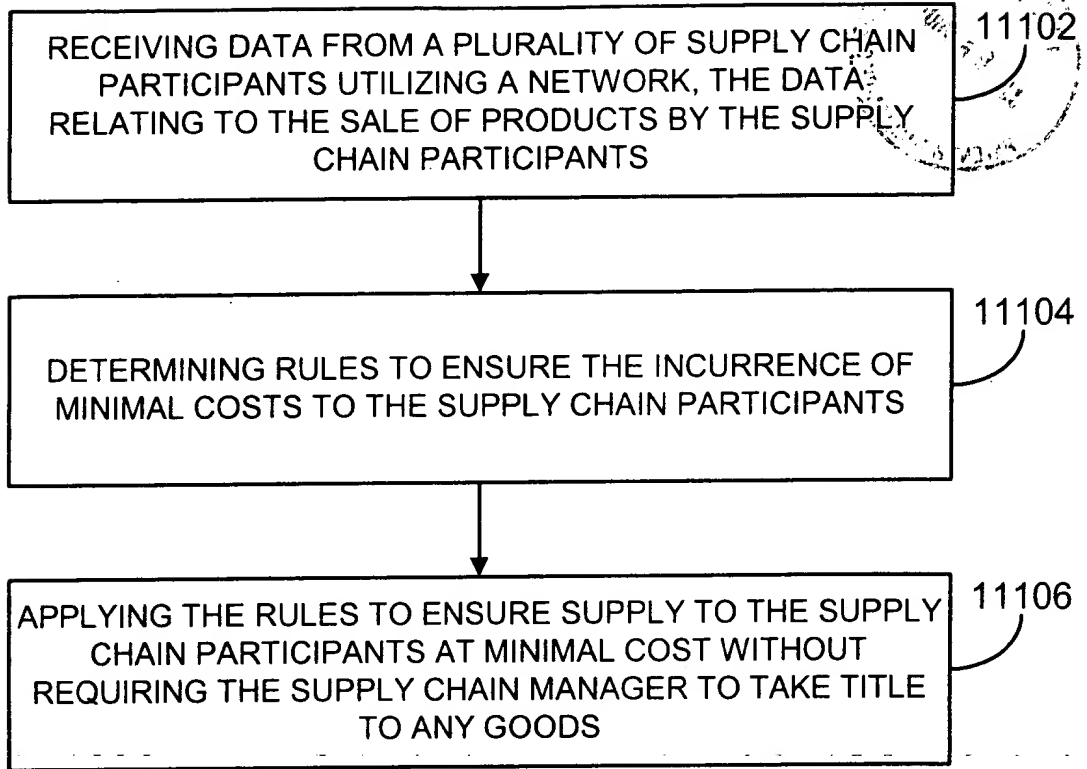 RECEIVING DATA FROM A PLURALITY OF SUPPLY CHAIN
PARTICIPANTS UTILIZING A NETWORK, THE DATA
RELATING TO THE SALE OF PRODUCTS BY THE SUPPLY
CHAIN PARTICIPANTS
11102
DETERMINING RULES TO ENSURE THE INCURRENCE OF
MINIMAL COSTS TO THE SUPPLY CHAIN PARTICIPANTS
11104
APPLYING THE RULES TO ENSURE SUPPLY TO THE SUPPLY
CHAIN PARTICIPANTS AT MINIMAL COST WITHOUT
REQUIRING THE SUPPLY CHAIN MANAGER TO TAKE TITLE
TO ANY GOODS
11106